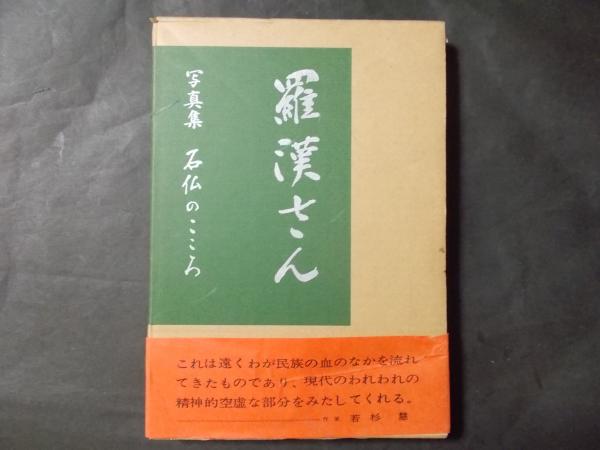 羅漢さん
写真集 石仏のこころ
これは遠くわが民族の血のなかを流れ
てきたものであり、現代のわれわれの
精神的空虚な部分をみたしてくれる。
作家 若杉 慧